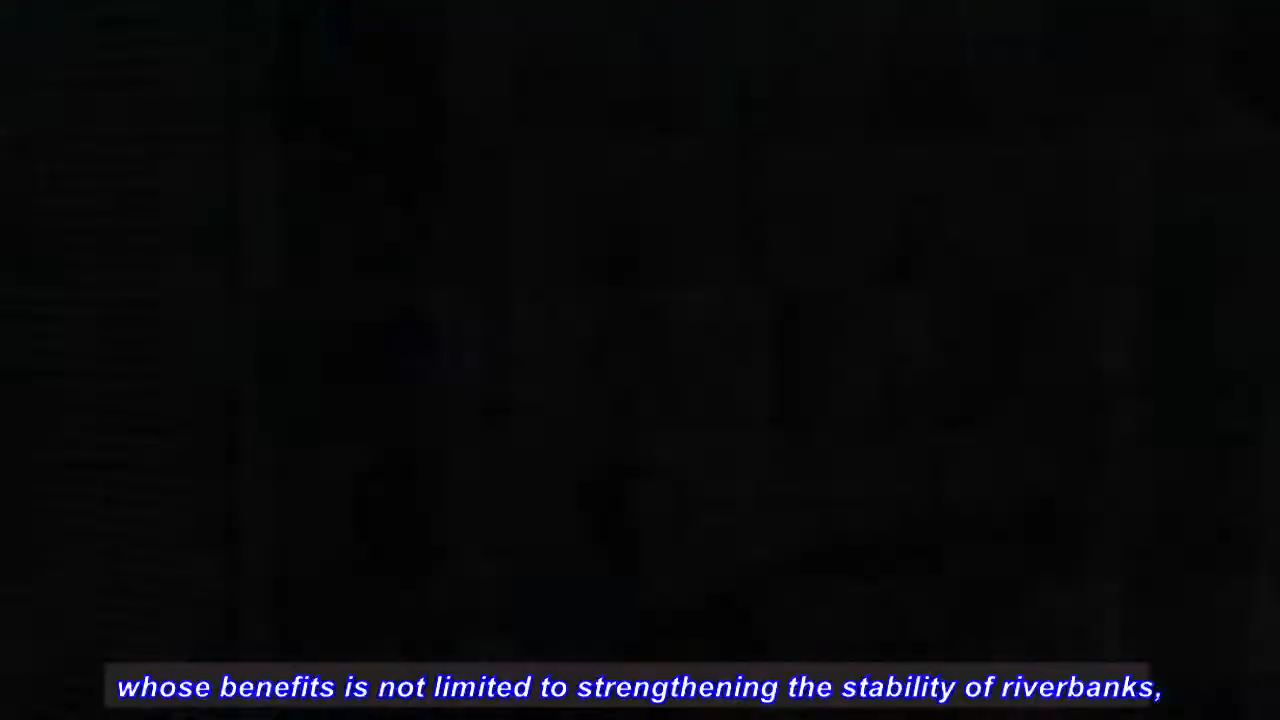 whose benefits is not limited to strengthening the stability of riverbanks,